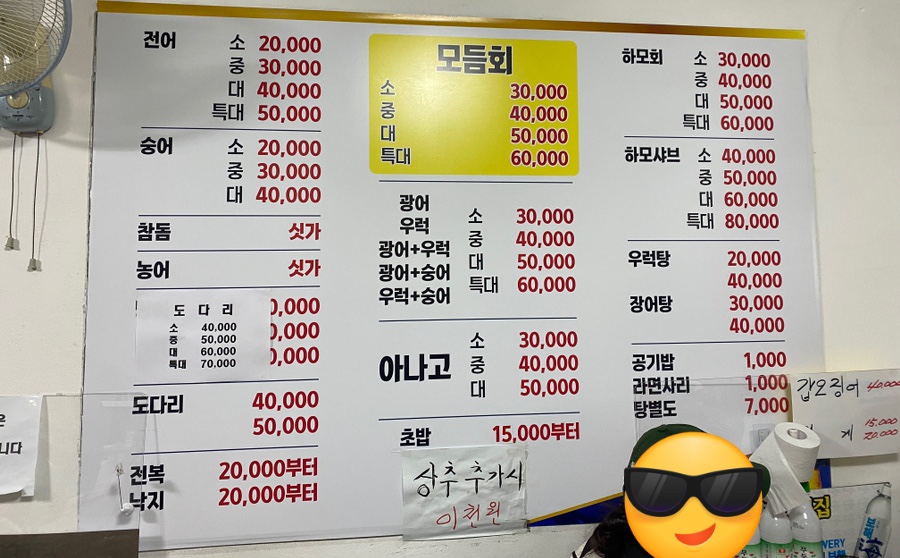 전어 소 20,000
중 30,000
대 40,000
특대 50,000
숭어 소 20,000
중 30,000
대 40,000
참돔 싯가
농어 싯가
도 다 리
소 40,000
중 50,000
대 60,000
특대 70,000
도다리 40,000
50,000
전복 20,000부터
낙지 20,000부터
모듬회
소 30,000
중 40,000
대 50,000
특대 60,000
광어
우럭
광어+우럭
광어+숭어
우럭+숭어
소 30,000
중 40,000
대 50,000
특대 60,000
아나고
소 30,000
중 40,000
대 50,000
초밥 15,000부터
상추 추가시
이천원
하모회 소 30,000
중 40,000
대 50,000
특대 60,000
하모샤브 소 40,000
중 50,000
대 60,000
특대 80,000
우럭탕 20,000
40,000
장어탕 30,000
40,000
공기밥 1,000
라면사리 1,000
탕별도 7,000
갑오징어 40,000
게 15,000
20,000
은
니다
집